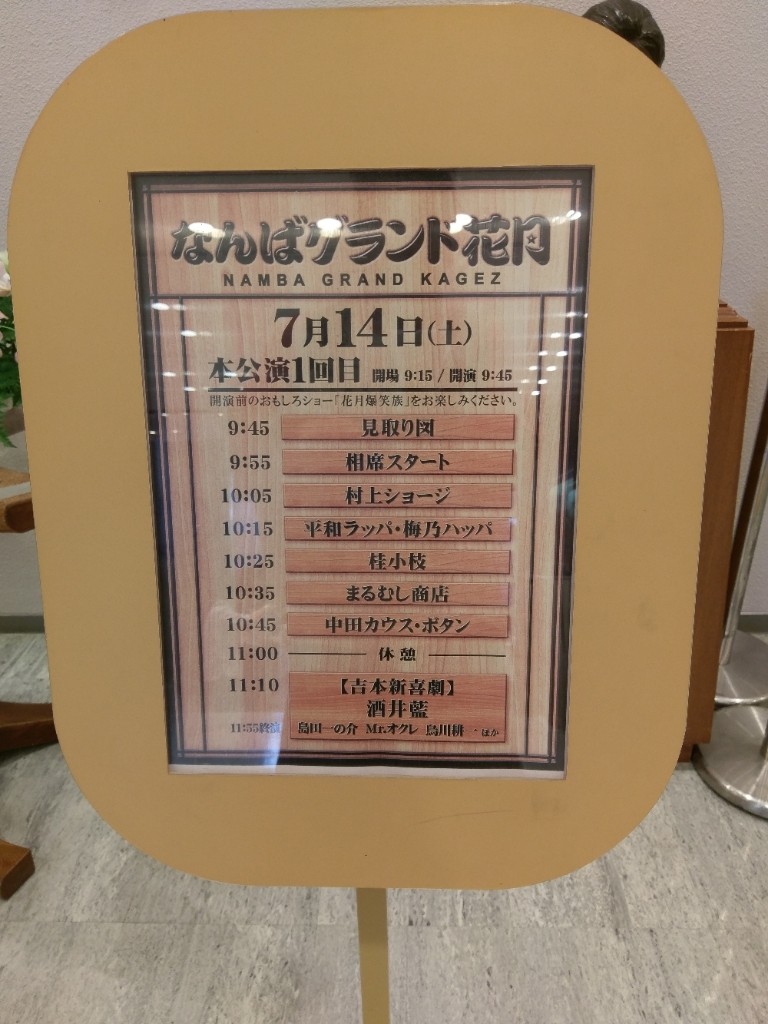 なんばグランド花月
NAMBA GRAND KAGEZ
7月14日(土)
本公演1回目 開場 9:15 / 開演 9:45
開演前のおもしろショー「花月爆笑族」をお楽しみください。
9:45 見取り図
9:55 相席スタート
10:05 村上ショージ
10:15 平和ラッパ・梅乃ハッパ
10:25 桂小枝
10:35 まるむし商店
10:45 中田カウス・ボタン
11:00 休憩
11:10 【吉本新喜劇】
酒井藍
11:55終演 島田一の介 Mr.オクレ 烏川耕一 ほか